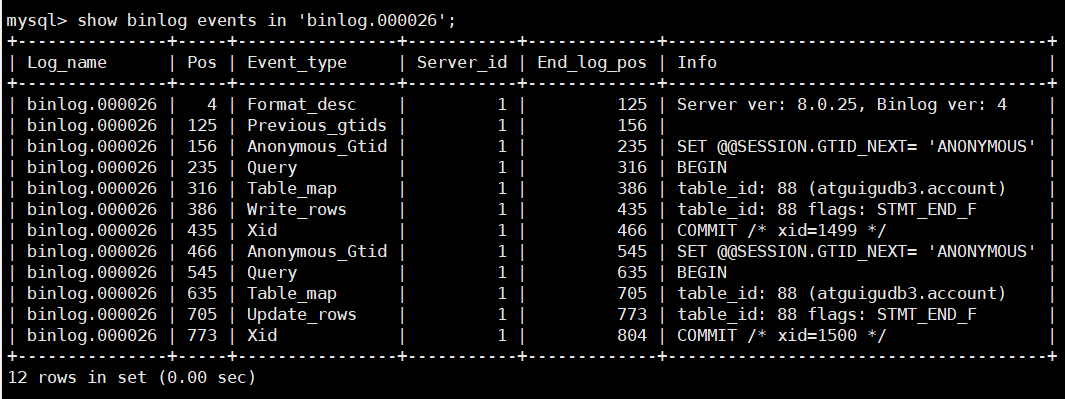 mysql> show binlog events in 'binlog.000026';
+---------------+-----+----------------+-----------+-------------+--------------------------------------+
| Log_name      | Pos | Event_type     | Server_id | End_log_pos | Info                                 |
+---------------+-----+----------------+-----------+-------------+--------------------------------------+
| binlog.000026 |   4 | Format_desc    |         1 |         125 | Server ver: 8.0.25, Binlog ver: 4    |
| binlog.000026 | 125 | Previous_gtids |         1 |         156 |                                      |
| binlog.000026 | 156 | Anonymous_Gtid |         1 |         235 | SET @@SESSION.GTID_NEXT= 'ANONYMOUS' |
| binlog.000026 | 235 | Query          |         1 |         316 | BEGIN                                |
| binlog.000026 | 316 | Table_map      |         1 |         386 | table_id: 88 (atguigudb3.account)    |
| binlog.000026 | 386 | Write_rows     |         1 |         435 | table_id: 88 flags: STMT_END_F       |
| binlog.000026 | 435 | Xid            |         1 |         466 | COMMIT /* xid=1499 */                |
| binlog.000026 | 466 | Anonymous_Gtid |         1 |         545 | SET @@SESSION.GTID_NEXT= 'ANONYMOUS' |
| binlog.000026 | 545 | Query          |         1 |         635 | BEGIN                                |
| binlog.000026 | 635 | Table_map      |         1 |         705 | table_id: 88 (atguigudb3.account)    |
| binlog.000026 | 705 | Update_rows    |         1 |         773 | table_id: 88 flags: STMT_END_F       |
| binlog.000026 | 773 | Xid            |         1 |         804 | COMMIT /* xid=1500 */                |
+---------------+-----+----------------+-----------+-------------+--------------------------------------+
12 rows in set (0.00 sec)